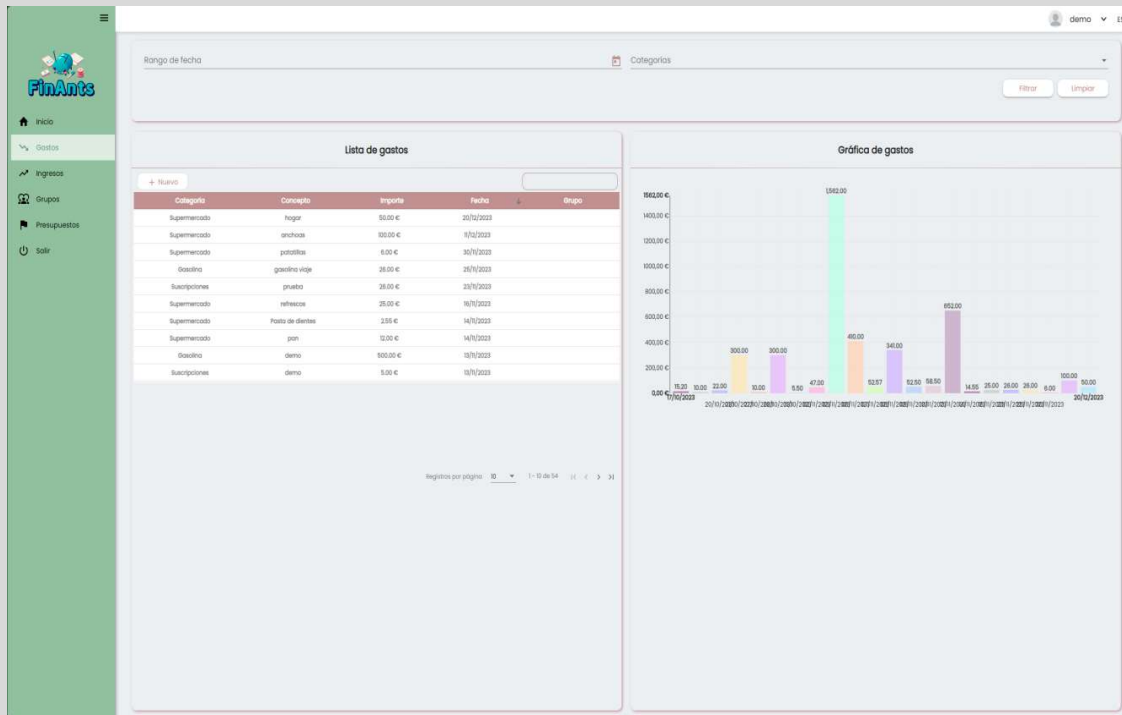 demo
ES
FinAnts
Inicio
Gastos
Ingresos
Grupos
Presupuestos
Salir
Rango de fecha
Categorías
Filtrar
Limpiar
Lista de gastos
+ Nuevo
Categoría Concepto Importe Fecha Grupo
Supermercado hogar 50,00 € 20/12/2023
Supermercado anchoas 100,00 € 11/12/2023
Supermercado patatillas 6,00 € 30/11/2023
Gasolina gasolina viaje 26,00 € 25/11/2023
Suscripciones prueba 26,00 € 23/11/2023
Supermercado refrescos 25,00 € 16/11/2023
Supermercado Pasta de dientes 2,55 € 14/11/2023
Supermercado pan 12,00 € 14/11/2023
Gasolina demo 500,00 € 13/11/2023
Suscripciones demo 5,00 € 13/11/2023
Registros por página 10 1 - 10 de 54
Gráfica de gastos
1562,00 €
1400,00 €
1200,00 €
1000,00 €
800,00 €
600,00 €
400,00 €
200,00 €
0,00 €
15.20 10.00 22.00 300.00 10.00 300.00 5.50 47.00 1,562.00 410.00 52.57 341.00 52.50 58.50 652.00 14.55 25.00 26.00 26.00 6.00 100.00 50.00
17/10/2023 20/12/2023